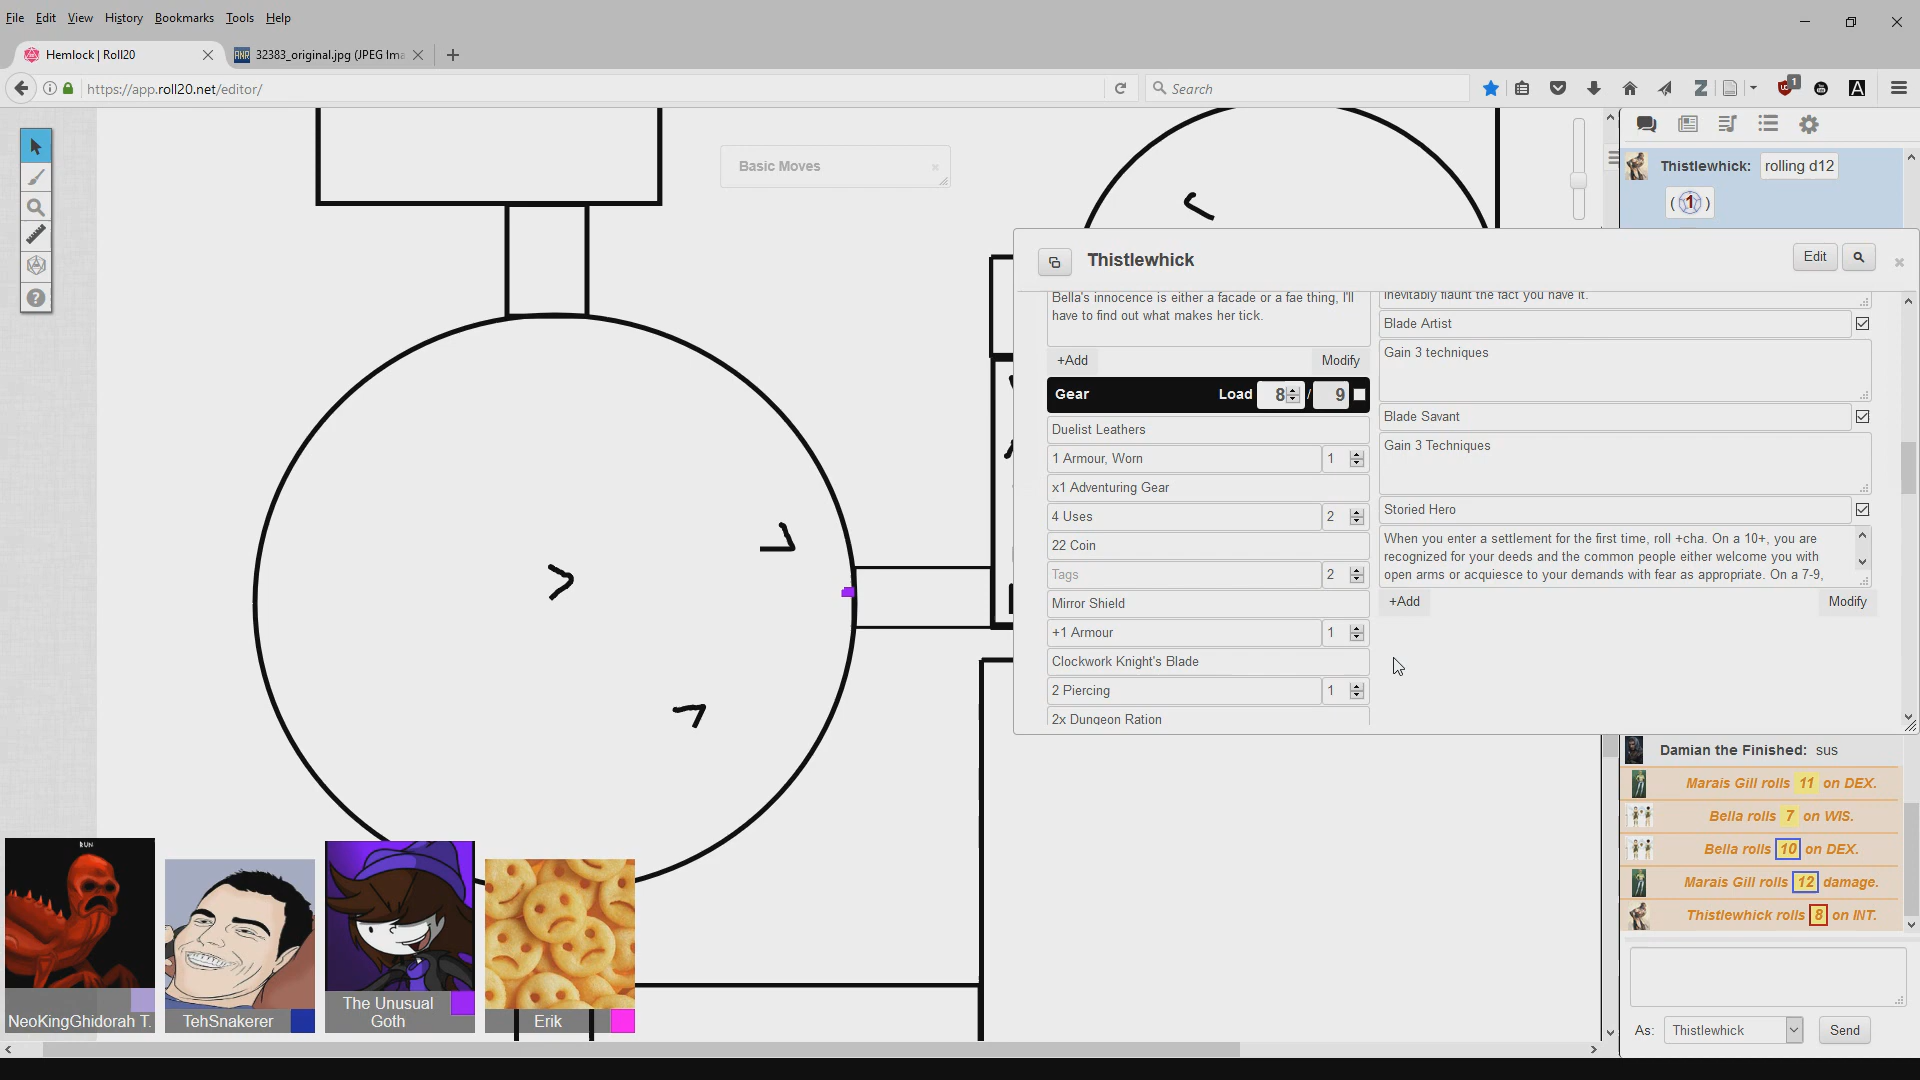 File Edit View History Bookmarks Tools Help
Hemlock | Roll20
32383_original.jpg (JPEG Ima
https://app.roll20.net/editor/
Search
1
Basic Moves
Thistlewhick: rolling d12
(1)
Thistlewhick
Edit
Bella's innocence is either a facade or a fae thing, I'll
have to find out what makes her tick.
+Add
Modify
Gear Load 8 / 9
Duelist Leathers
1 Armour, Worn 1
x1 Adventuring Gear
4 Uses 2
22 Coin
Tags 2
Mirror Shield
+1 Armour 1
Clockwork Knight's Blade
2 Piercing 1
2x Dungeon Ration
inevitably flaunt the fact you have it.
Blade Artist
Gain 3 techniques
Blade Savant
Gain 3 Techniques
Storied Hero
When you enter a settlement for the first time, roll +cha. On a 10+, you are
recognized for your deeds and the common people either welcome you with
open arms or acquiesce to your demands with fear as appropriate. On a 7-9,
+Add
Modify
Damian the Finished: sus
Marais Gill rolls 11 on DEX.
Bella rolls 7 on WIS.
Bella rolls 10 on DEX.
Marais Gill rolls 12 damage.
Thistlewhick rolls 8 on INT.
As: Thistlewhick
Send
RUN
NeoKingGhidorah T.
TehSnakerer
The Unusual
Goth
Erik